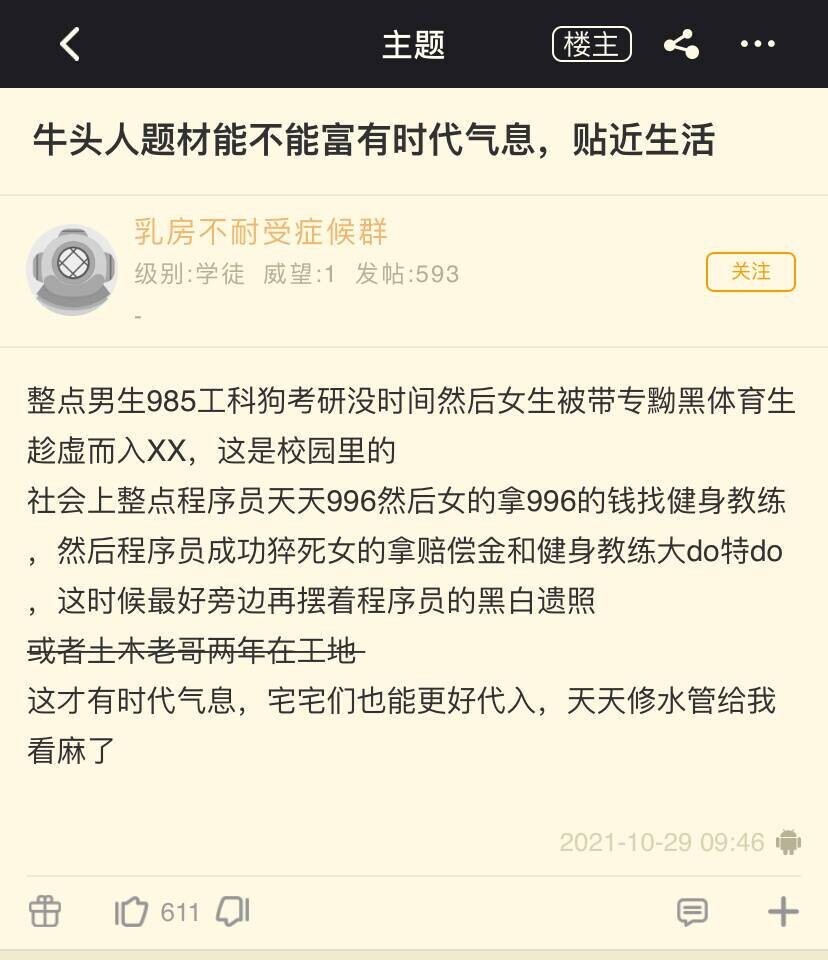 主题
楼主
牛头人题材能不能富有时代气息，贴近生活
乳房不耐受症候群
级别:学徒 威望:1 发帖:593
关注
-
整点男生985工科狗考研没时间然后女生被带专黝黑体育生
趁虚而入XX，这是校园里的
社会上整点程序员天天996然后女的拿996的钱找健身教练
，然后程序员成功猝死女的拿赔偿金和健身教练大do特do
，这时候最好旁边再摆着程序员的黑白遗照
或者土木老哥两年在工地
这才有时代气息，宅宅们也能更好代入，天天修水管给我
看麻了
2021-10-29 09:46
611